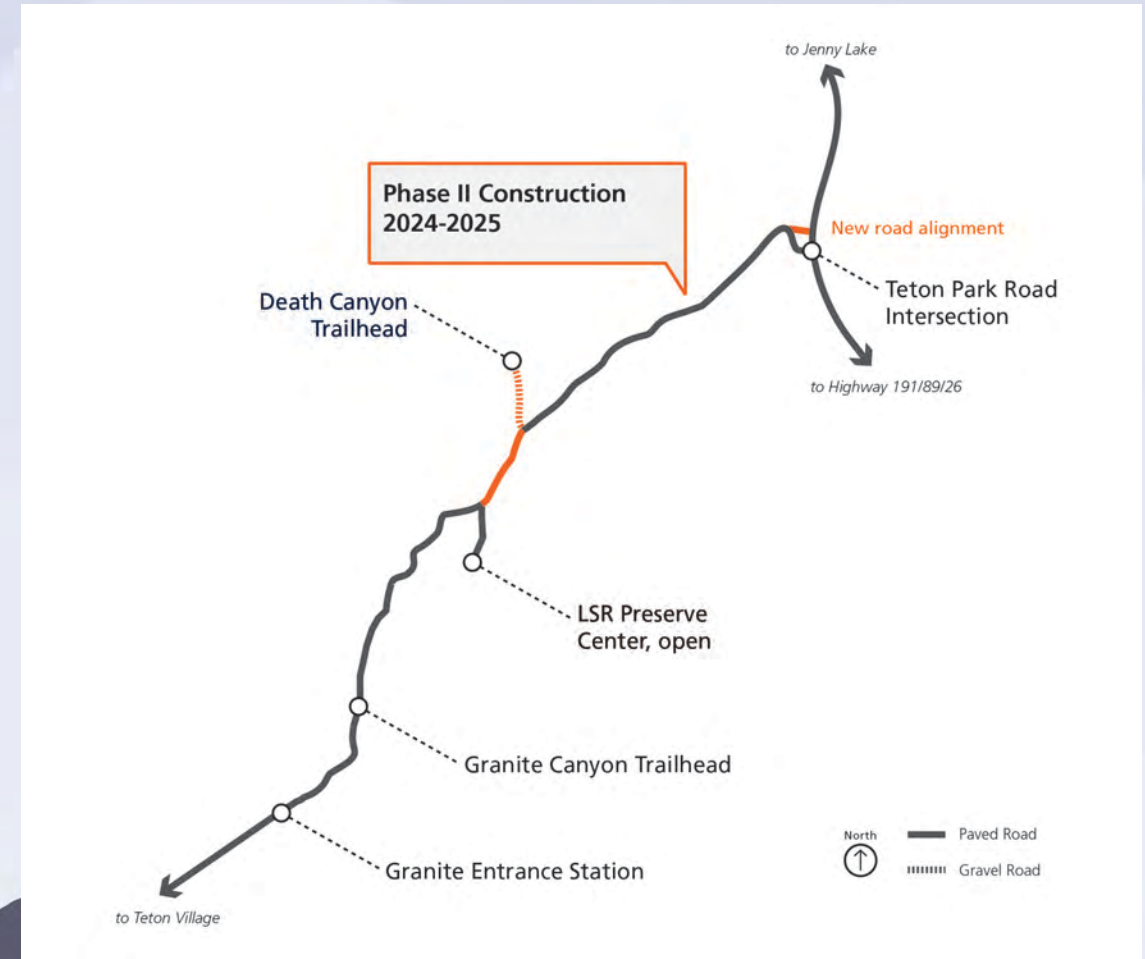 to Jenny Lake
Phase II Construction
2024-2025
New road alignment
Teton Park Road
Intersection
Death Canyon
Trailhead
to Highway 191/89/26
LSR Preserve
Center, open
Granite Canyon Trailhead
Granite Entrance Station
to Teton Village
North
Paved Road
Gravel Road